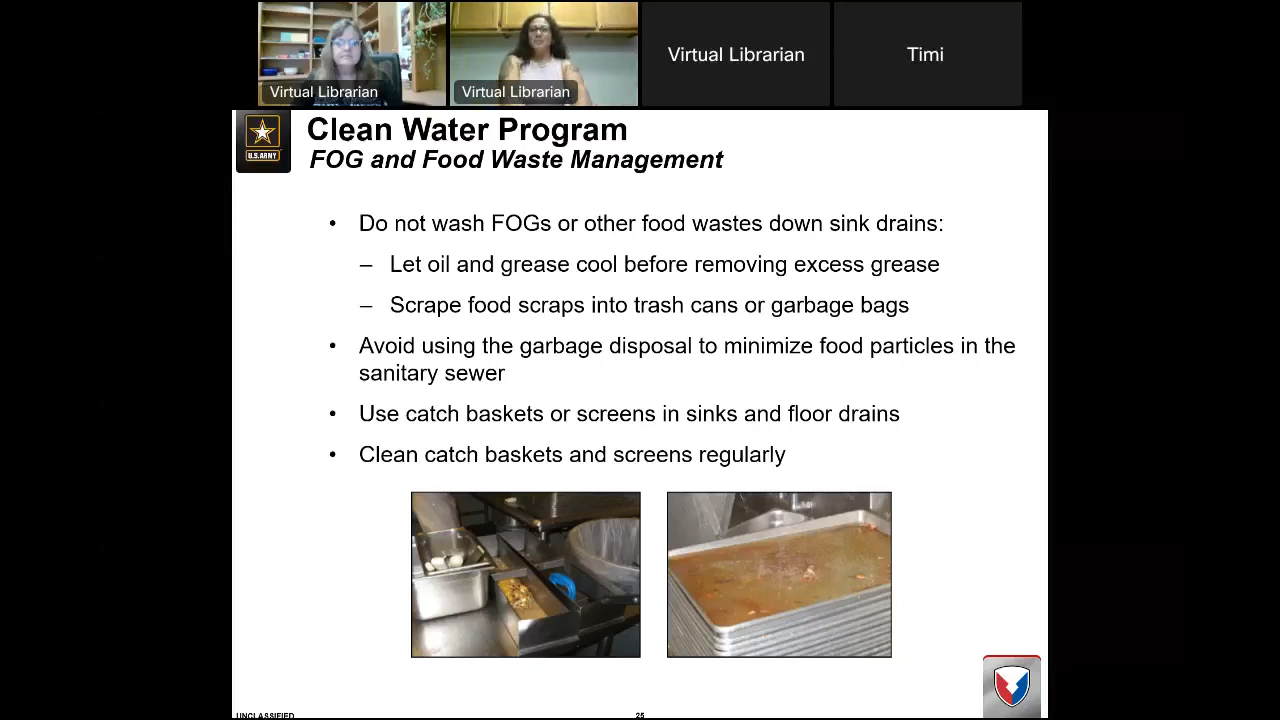 Virtual Librarian
Virtual Librarian
Virtual Librarian
Timi
U.S.ARMY
Clean Water Program
FOG and Food Waste Management
• Do not wash FOGs or other food wastes down sink drains:
– Let oil and grease cool before removing excess grease
– Scrape food scraps into trash cans or garbage bags
• Avoid using the garbage disposal to minimize food particles in the
sanitary sewer
• Use catch baskets or screens in sinks and floor drains
• Clean catch baskets and screens regularly
UNCLASSIFIED
25